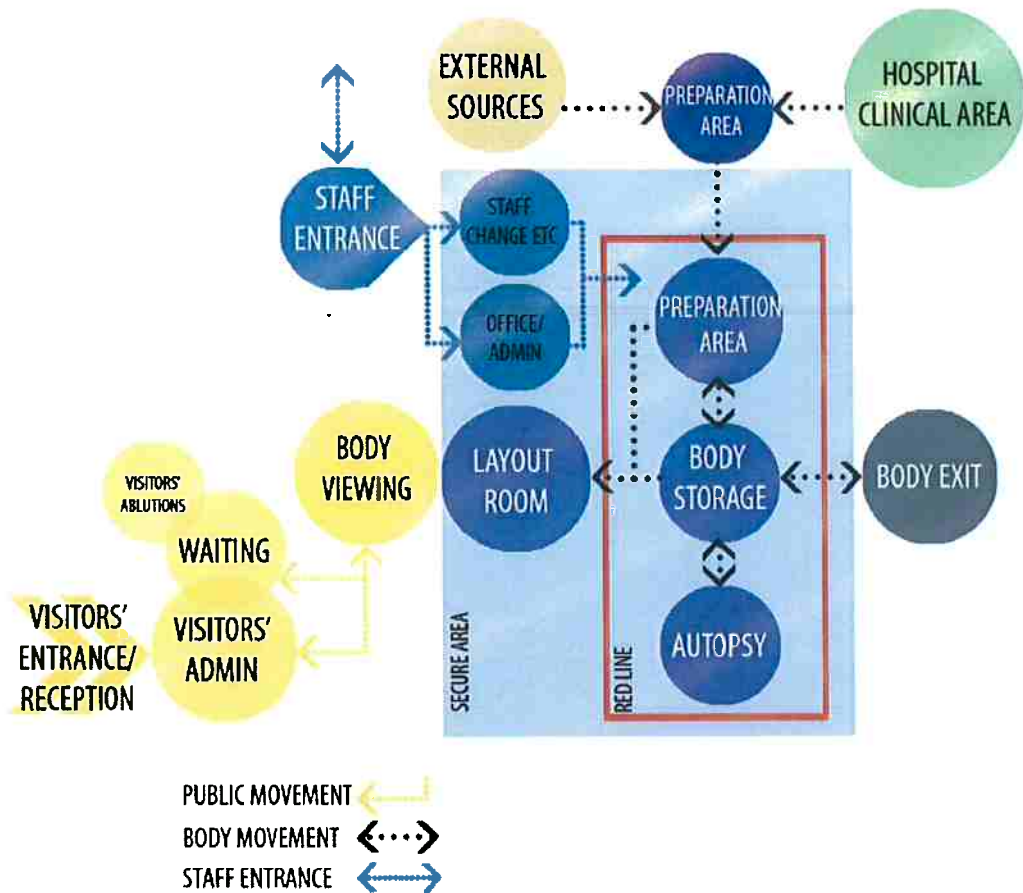 EXTERNAL
SOURCES
PREPARATION
AREA
HOSPITAL
CLINICAL AREA
STAFF
ENTRANCE
STAFF
CHANGE ETC
OFFICE/
ADMIN
PREPARATION
AREA
BODY
VIEWING
LAYOUT
ROOM
BODY
STORAGE
BODY EXIT
VISITORS'
ABLUTIONS
WAITING
VISITORS'
ENTRANCE/
RECEPTION
VISITORS'
ADMIN
AUTOPSY
SECURE AREA
RED LINE
PUBLIC MOVEMENT
BODY MOVEMENT
STAFF ENTRANCE